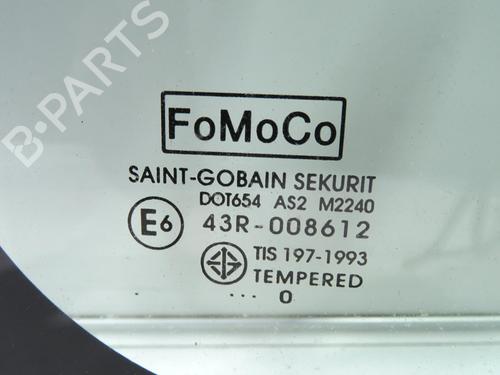 B-PARTS
FoMoCo
SAINT-GOBAIN SEKURIT
DOT654 AS2 M2240
E6 43R-008612
TIS 197-1993
TEMPERED
... 0